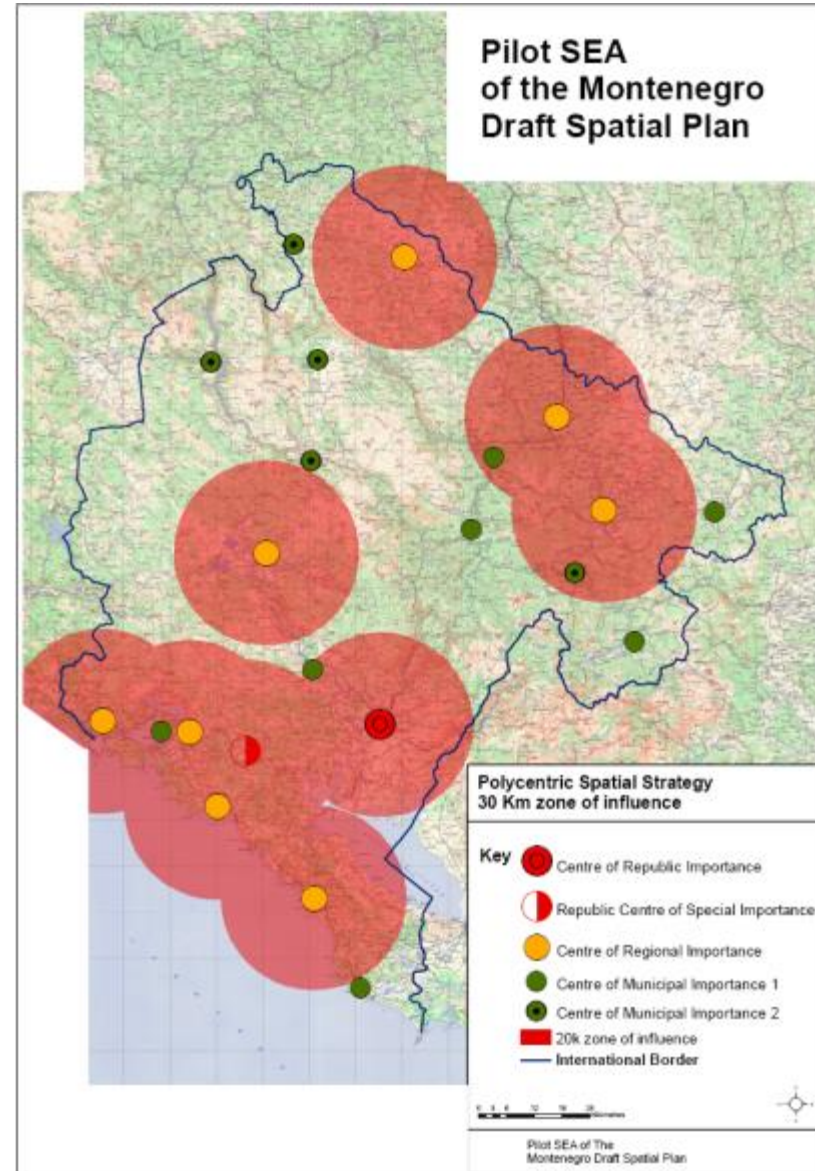 Pilot SEA
of the Montenegro
Draft Spatial Plan
Polycentric Spatial Strategy
30 Km zone of influence
Key
Centre of Republic Importance
Republic Centre of Special Importance
Centre of Regional Importance
Centre of Municipal Importance 1
Centre of Municipal Importance 2
20k zone of influence
International Border
Pilot SEA of The
Montenegro Draft Spatial Plan